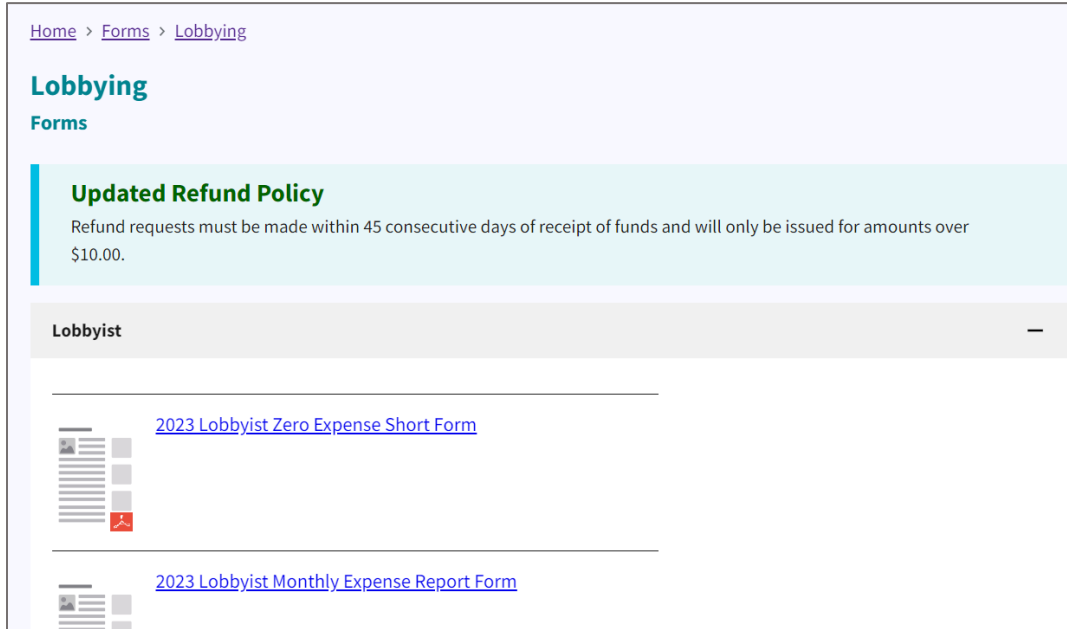 Home > Forms > Lobbying
Lobbying
Forms
Updated Refund Policy
Refund requests must be made within 45 consecutive days of receipt of funds and will only be issued for amounts over
$10.00.
Lobbyist
2023 Lobbyist Zero Expense Short Form
2023 Lobbyist Monthly Expense Report Form